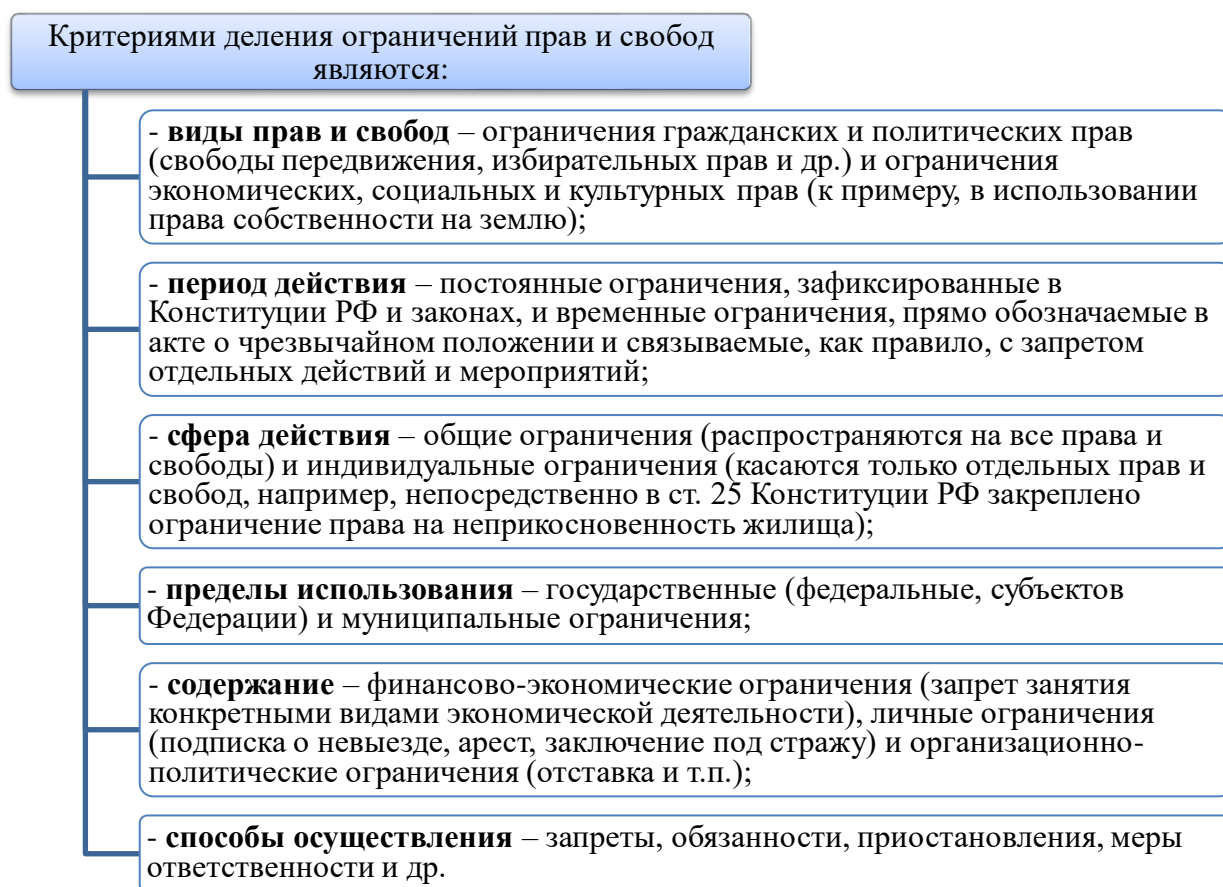 Критериями деления ограничений прав и свобод
являются:
- виды прав и свобод – ограничения гражданских и политических прав
(свободы передвижения, избирательных прав и др.) и ограничения
экономических, социальных и культурных прав (к примеру, в использовании
права собственности на землю);
- период действия – постоянные ограничения, зафиксированные в
Конституции РФ и законах, и временные ограничения, прямо обозначаемые в
акте о чрезвычайном положении и связываемые, как правило, с запретом
отдельных действий и мероприятий;
- сфера действия – общие ограничения (распространяются на все права и
свободы) и индивидуальные ограничения (касаются только отдельных прав и
свобод, например, непосредственно в ст. 25 Конституции РФ закреплено
ограничение права на неприкосновенность жилища);
- пределы использования – государственные (федеральные, субъектов
Федерации) и муниципальные ограничения;
- содержание – финансово-экономические ограничения (запрет занятия
конкретными видами экономической деятельности), личные ограничения
(подписка о невыезде, арест, заключение под стражу) и организационно-
политические ограничения (отставка и т.п.);
- способы осуществления – запреты, обязанности, приостановления, меры
ответственности и др.